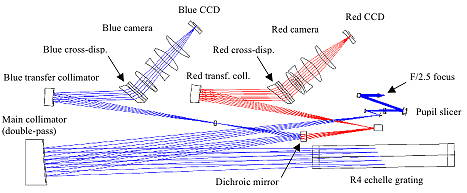 Blue CCD
Blue camera
Blue cross-disp.
Blue transfer collimator
Red CCD
Red camera
Red cross-disp.
Red transf. coll.
F/2.5 focus
Pupil slicer
Main collimator
(double-pass)
Dichroic mirror
R4 echelle grating